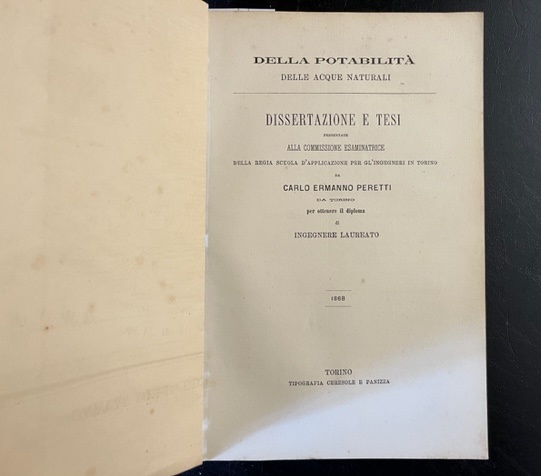 DELLA POTABILITÀ
DELLE ACQUE NATURALI
DISSERTAZIONE E TESI
PRESENTATE
ALLA COMMISSIONE ESAMINATRICE
DELLA REGIA SCUOLA D'APPLICAZIONE PER GL'INGEGNERI IN TORINO
DA
CARLO ERMANNO PERETTI
DA TORINO
per ottenere il diploma
di
INGEGNERE LAUREATO
1868
TORINO
TIPOGRAFIA CERESOLE E PANIZZA